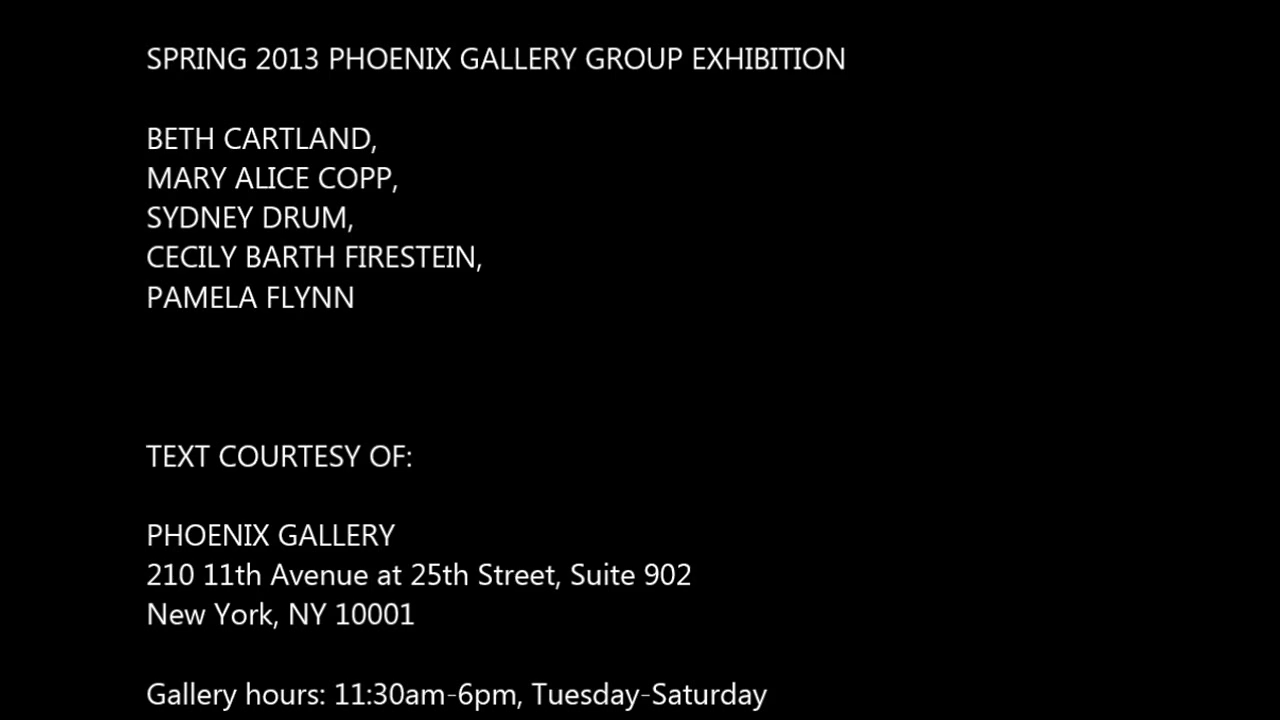 SPRING 2013 PHOENIX GALLERY GROUP EXHIBITION
BETH CARTLAND,
MARY ALICE COPP,
SYDNEY DRUM,
CECILY BARTH FIRESTEIN,
PAMELA FLYNN
TEXT COURTESY OF:
PHOENIX GALLERY
210 11th Avenue at 25th Street, Suite 902
New York, NY 10001
Gallery hours: 11:30am-6pm, Tuesday-Saturday